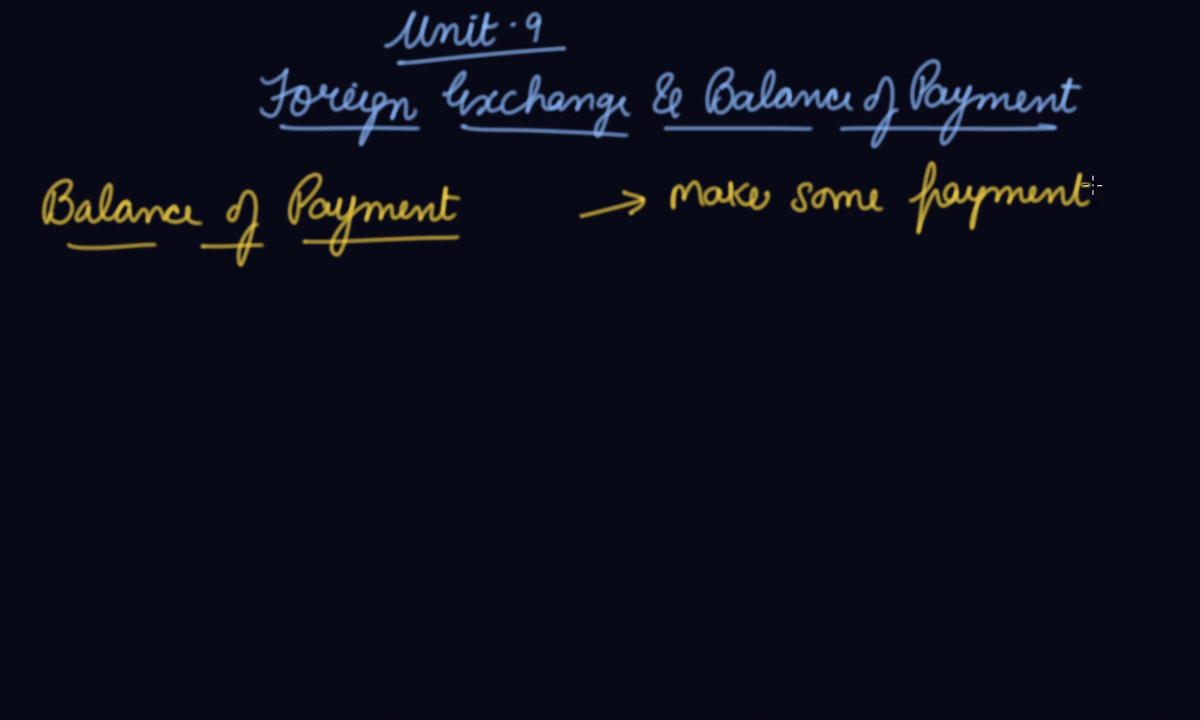 Unit · 9
Foreign Exchange & Balance of Payment
Balance of Payment → make some payment